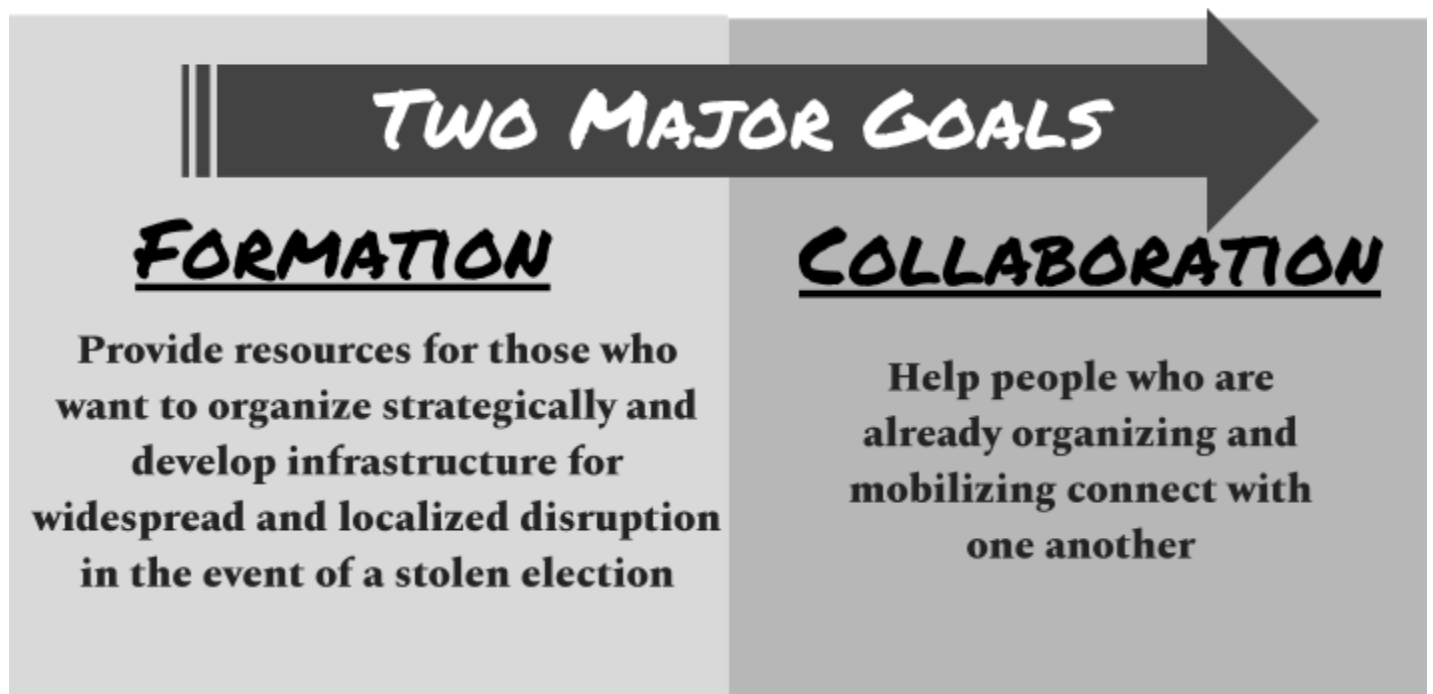 Two Major Goals
Formation
Provide resources for those who
want to organize strategically and
develop infrastructure for
widespread and localized disruption
in the event of a stolen election
Collaboration
Help people who are
already organizing and
mobilizing connect with
one another